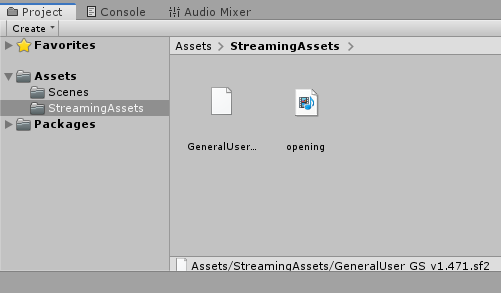 Project Console Audio Mixer
Create
Favorites
Assets
Scenes
StreamingAssets
Packages
Assets > StreamingAssets >
GeneralUser... opening
Assets/StreamingAssets/GeneralUser GS v1.471.sf2